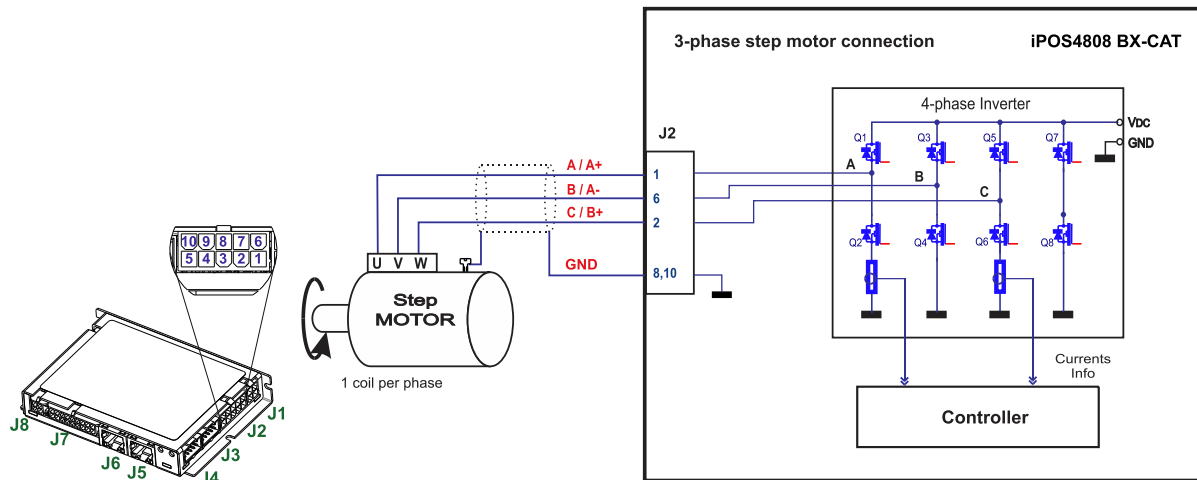 3-phase step motor connection
iPOS4808 BX-CAT
4-phase Inverter
VDC
GND
Q1
Q3
Q5
Q7
A
B
C
Q2
Q4
Q6
Q8
J2
1
6
2
8,10
A / A+
B / A-
C / B+
GND
U V W
Step
MOTOR
1 coil per phase
10 9 8 7 6
5 4 3 2 1
J1
J2
J3
J4
J5
J6
J7
J8
Currents
Info
Controller